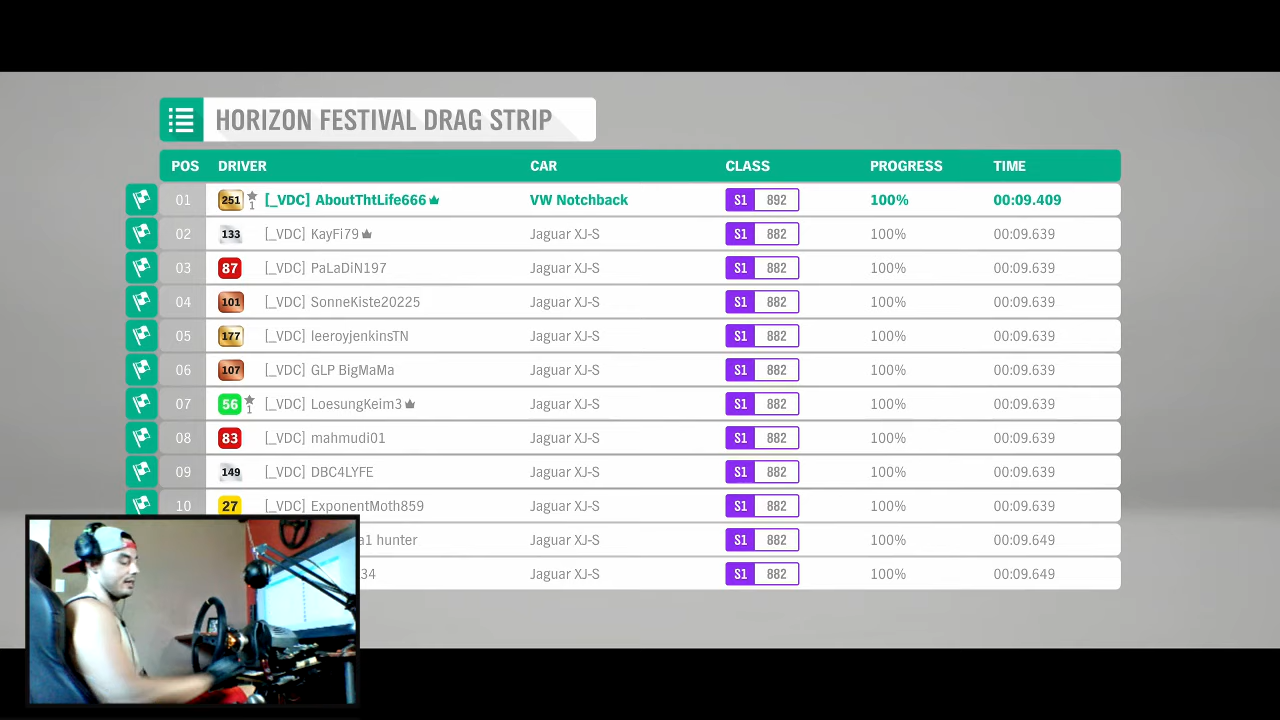 HORIZON FESTIVAL DRAG STRIP
POS DRIVER CAR CLASS PROGRESS TIME
01 251 1 [_VDC] AboutThtLife666 VW Notchback S1 892 100% 00:09.409
02 133 [_VDC] KayFi79 Jaguar XJ-S S1 882 100% 00:09.639
03 87 [_VDC] PaLaDiN197 Jaguar XJ-S S1 882 100% 00:09.639
04 101 [_VDC] SonneKiste20225 Jaguar XJ-S S1 882 100% 00:09.639
05 177 [_VDC] leeroyjenkinsTN Jaguar XJ-S S1 882 100% 00:09.639
06 107 [_VDC] GLP BigMaMa Jaguar XJ-S S1 882 100% 00:09.639
07 56 1 [_VDC] LoesungKeim3 Jaguar XJ-S S1 882 100% 00:09.639
08 83 [_VDC] mahmudi01 Jaguar XJ-S S1 882 100% 00:09.639
09 149 [_VDC] DBC4LYFE Jaguar XJ-S S1 882 100% 00:09.639
10 27 [_VDC] ExponentMoth859 Jaguar XJ-S S1 882 100% 00:09.639
hunter Jaguar XJ-S S1 882 100% 00:09.649
34 Jaguar XJ-S S1 882 100% 00:09.649